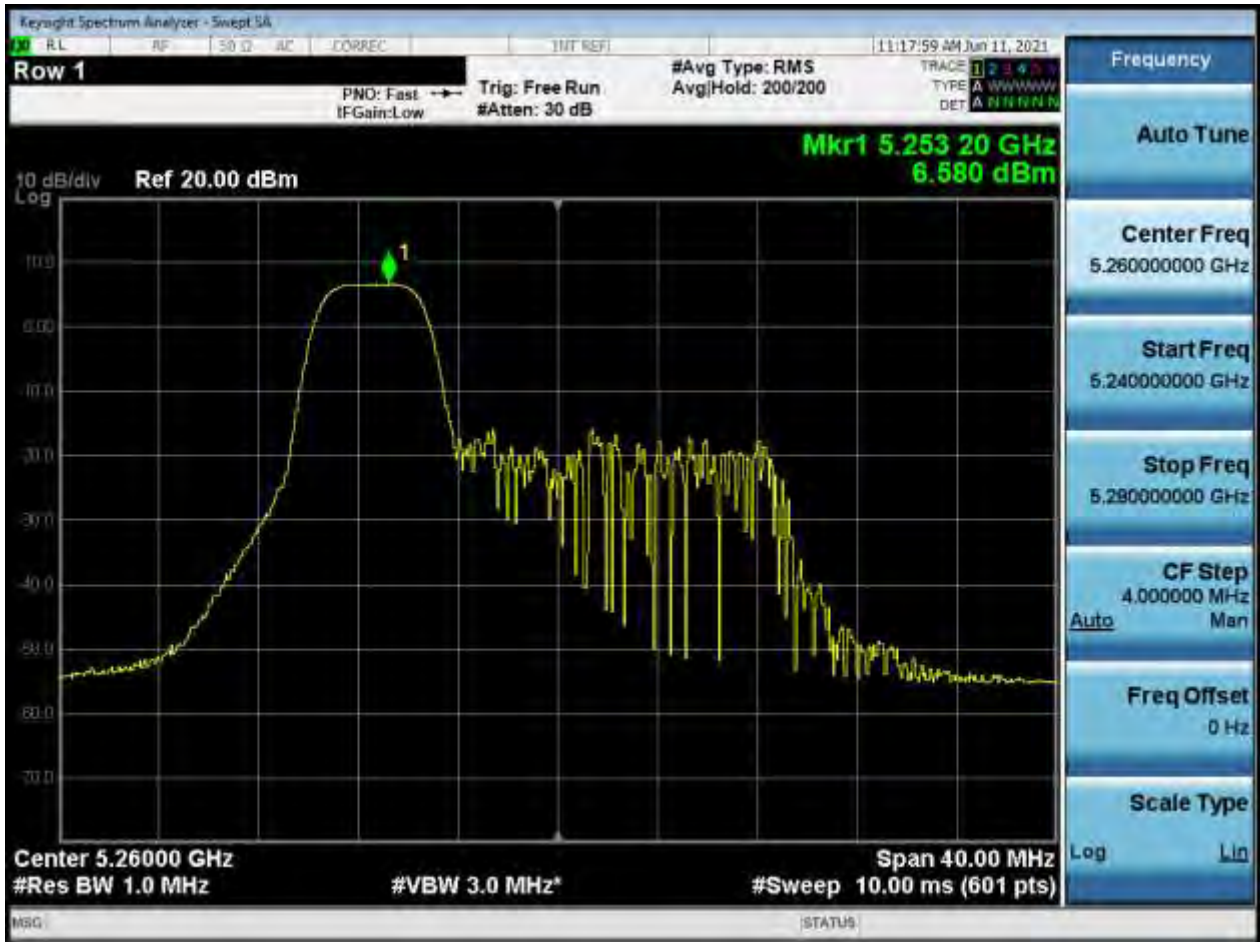 Keysight Spectrum Analyzer - Swept SA
RL RF 50 Ω AC CORREC INT REF 11:17:59 AM Jun 11, 2021
Row 1
PNO: Fast
IFGain:Low
Trig: Free Run
#Atten: 30 dB
#Avg Type: RMS
Avg|Hold: 200/200
TRACE 1 2 3 4 5 6
TYPE A WWWWW
DET A N N N N N
Mkr1 5.253 20 GHz
6.580 dBm
10 dB/div Ref 20.00 dBm
Log
1
10.0
0.00
-10.0
-20.0
-30.0
-40.0
-50.0
-60.0
-70.0
Center 5.26000 GHz Span 40.00 MHz
#Res BW 1.0 MHz #VBW 3.0 MHz* #Sweep 10.00 ms (601 pts)
MSG STATUS
Frequency
Auto Tune
Center Freq
5.260000000 GHz
Start Freq
5.240000000 GHz
Stop Freq
5.280000000 GHz
CF Step
4.000000 MHz
Auto Man
Freq Offset
0 Hz
Scale Type
Log Lin